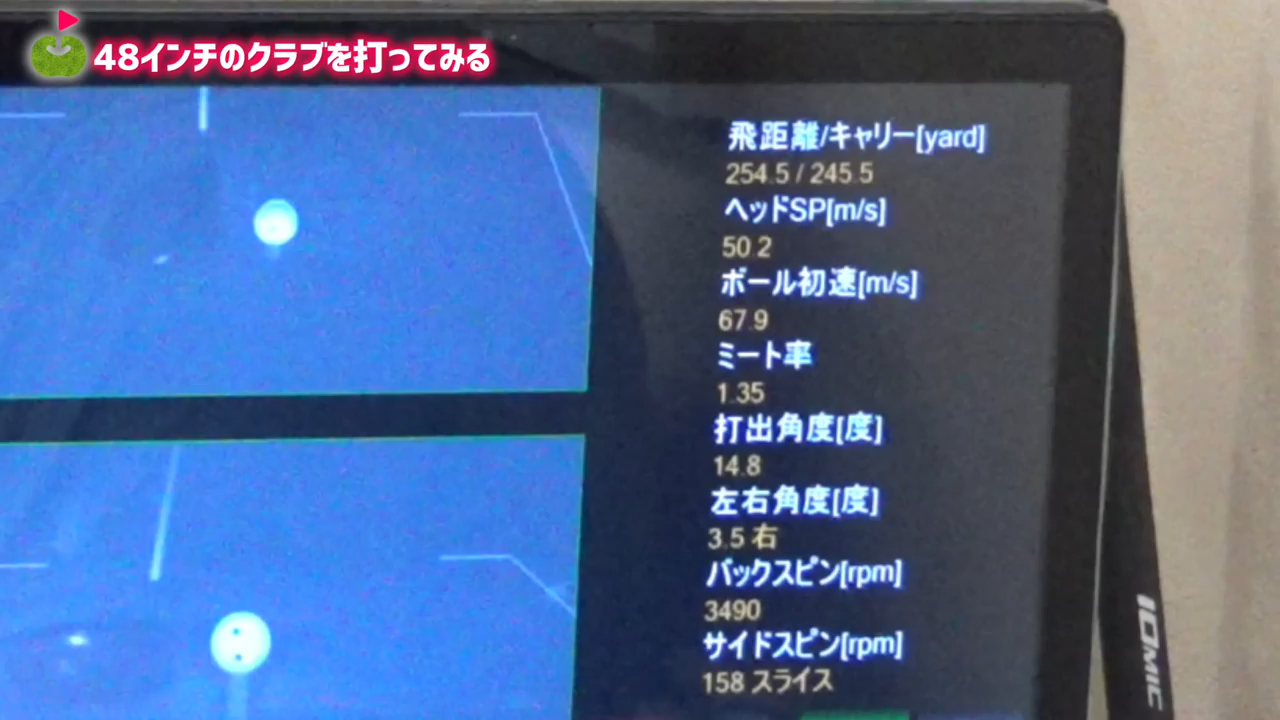 48インチのクラブを打ってみる
飛距離/キャリー[yard]
254.5 / 245.5
ヘッドSP[m/s]
50.2
ボール初速[m/s]
67.9
ミート率
1.35
打出角度[度]
14.8
左右角度[度]
3.5 右
バックスピン[rpm]
3490
サイドスピン[rpm]
158 スライス
IOMIC